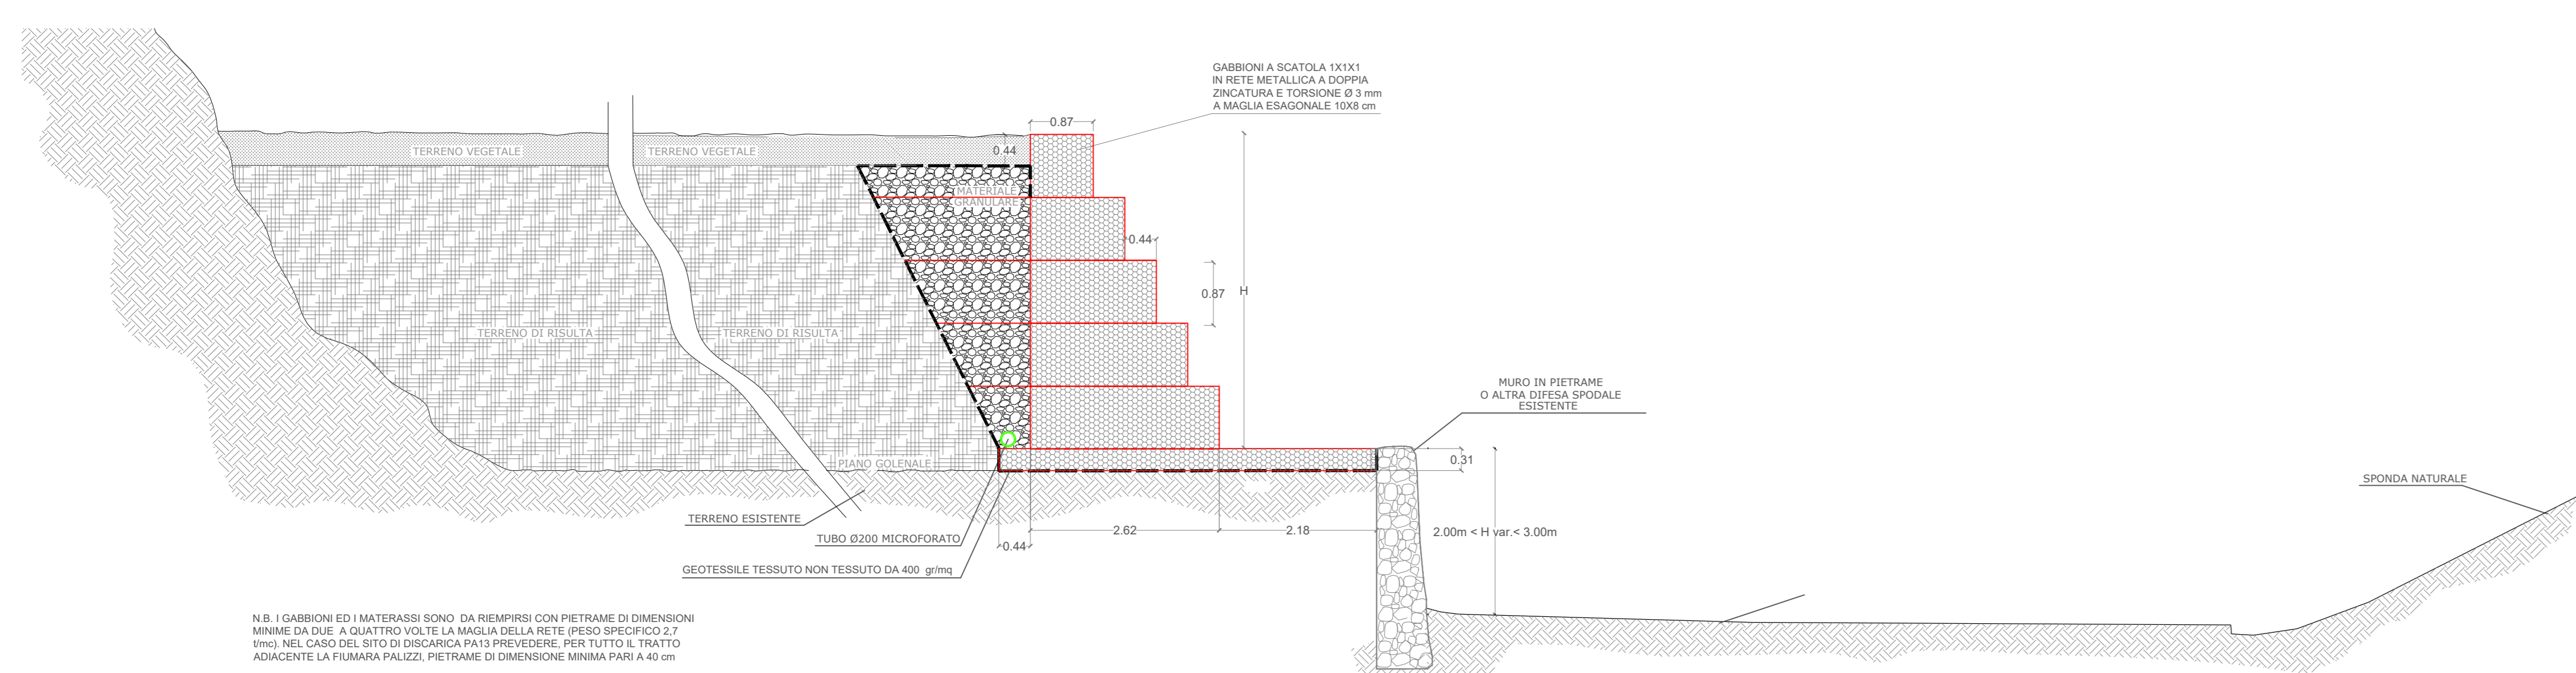 GABBIONI A SCATOLA 1X1X1
IN RETE METALLICA A DOPPIA
ZINCATURA E TORSIONE Ø 3 mm
A MAGLIA ESAGONALE 10X8 cm
0.87
TERRENO VEGETALE
TERRENO VEGETALE
0.44
MATERIALE
GRANULARE
0.44
0.87
H
TERRENO DI RISULTA
TERRENO DI RISULTA
MURO IN PIETRAME
O ALTRA DIFESA SPODALE
ESISTENTE
PIANO GOLENALE
0.31
SPONDA NATURALE
TERRENO ESISTENTE
2.62
2.18
2.00m < H var.< 3.00m
TUBO Ø200 MICROFORATO
0.44
GEOTESSILE TESSUTO NON TESSUTO DA 400 gr/mq
N.B. I GABBIONI ED I MATERASSI SONO DA RIEMPIRSI CON PIETRAME DI DIMENSIONI
MINIME DA DUE A QUATTRO VOLTE LA MAGLIA DELLA RETE (PESO SPECIFICO 2,7
t/mc). NEL CASO DEL SITO DI DISCARICA PA13 PREVEDERE, PER TUTTO IL TRATTO
ADIACENTE LA FIUMARA PALIZZI, PIETRAME DI DIMENSIONE MINIMA PARI A 40 cm